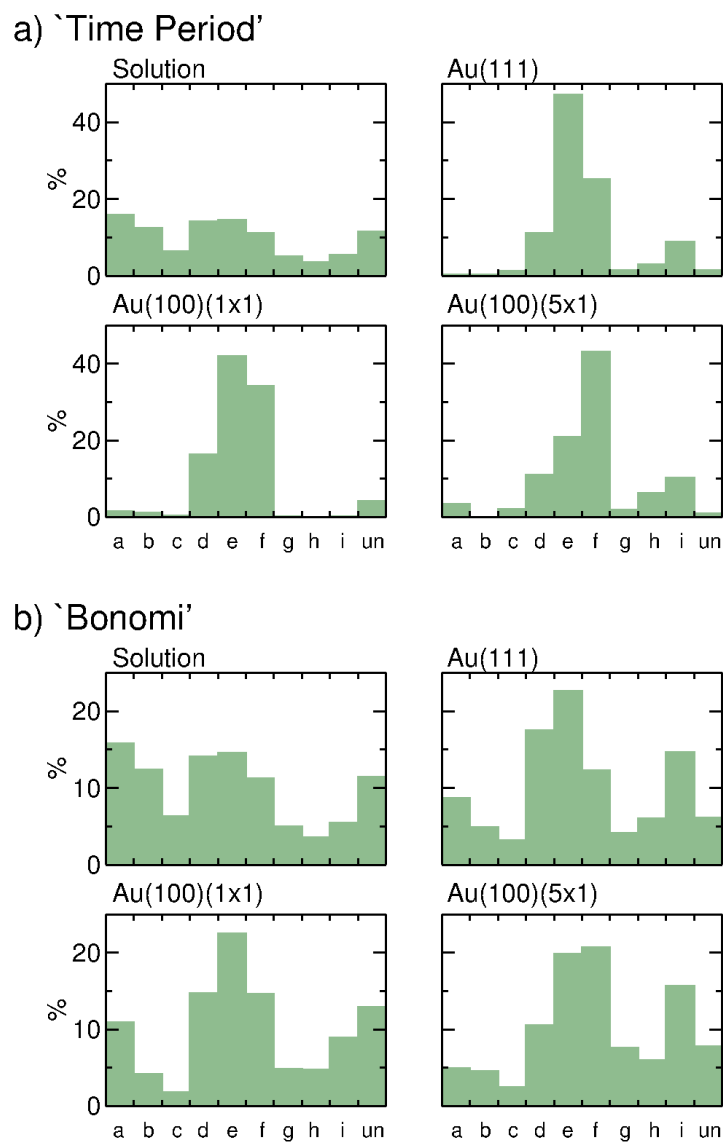 a) `Time Period'
Solution
Au(111)
40
20
0
%
Au(100)(1x1)
Au(100)(5x1)
40
20
0
%
a b c d e f g h i un
a b c d e f g h i un
b) `Bonomi'
Solution
Au(111)
20
10
0
%
Au(100)(1x1)
Au(100)(5x1)
20
10
0
%
a b c d e f g h i un
a b c d e f g h i un